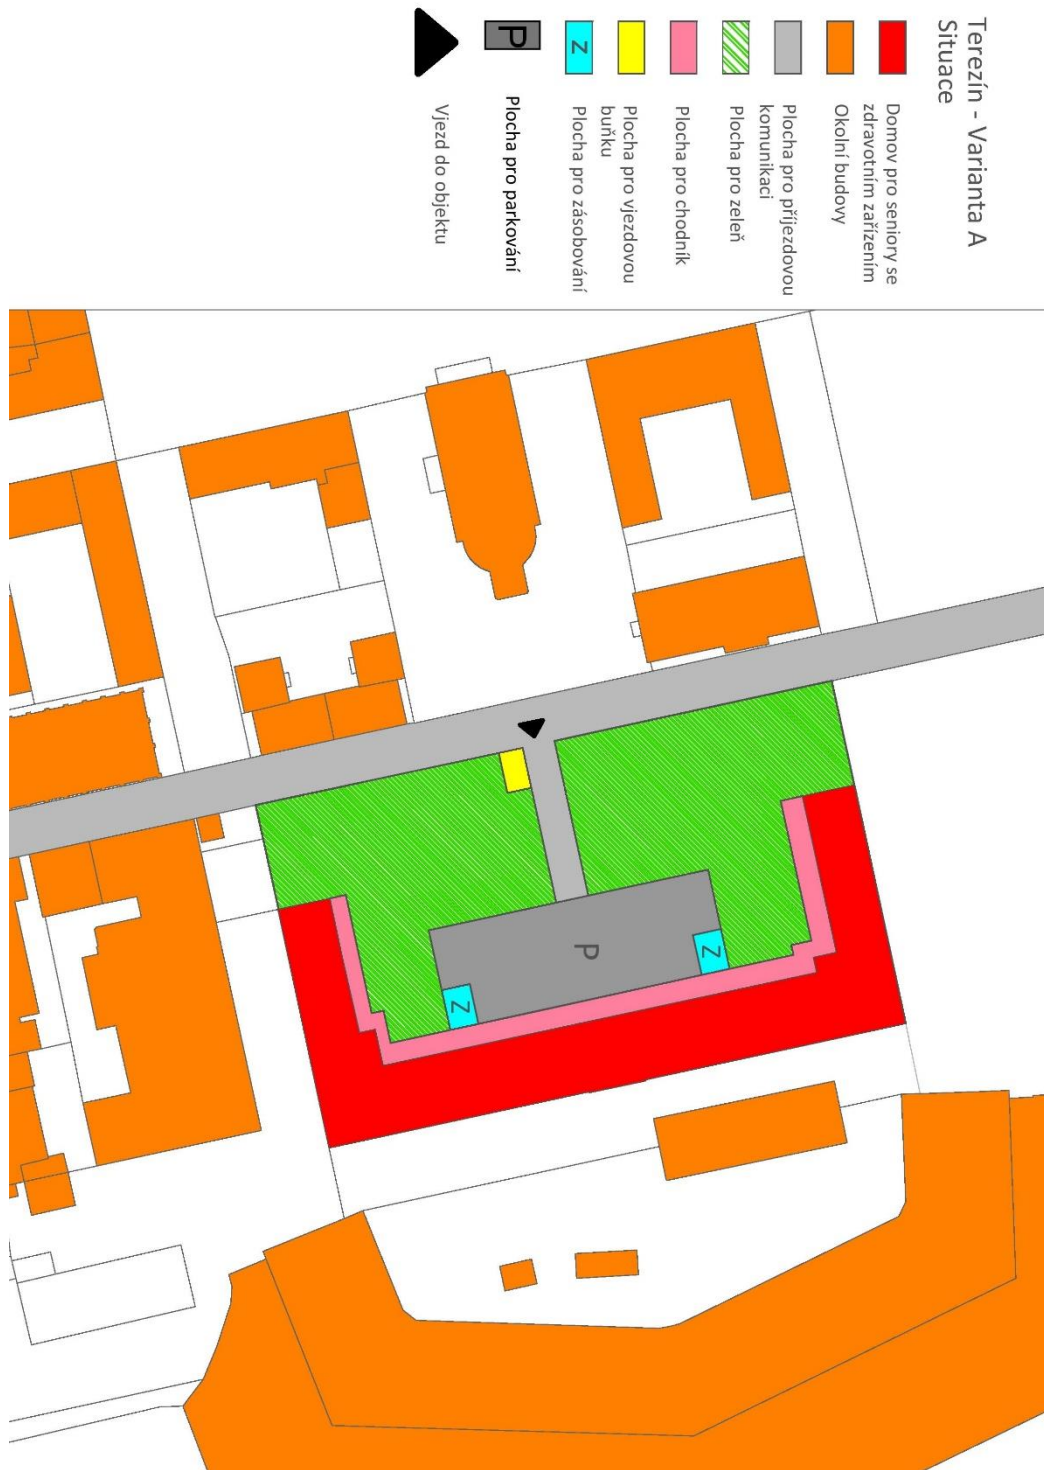 Terezín - Varianta A
Situace
Domov pro seniory se
zdravotním zařízením
Okolní budovy
Plocha pro příjezdovou
komunikaci
Plocha pro zeleň
Plocha pro chodník
Plocha pro vjezdovou
buňku
Z
Plocha pro zásobování
P
Plocha pro parkování
Vjezd do objektu
P
Z
Z